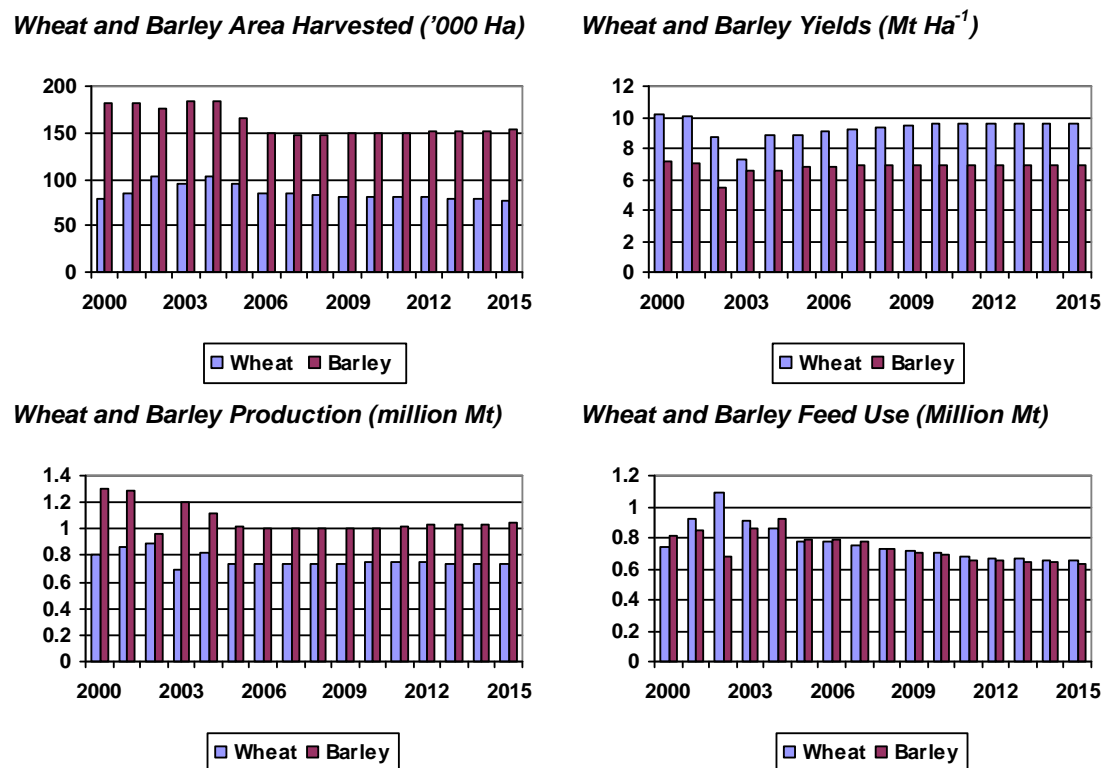 Wheat and Barley Area Harvested ('000 Ha)
200
150
100
50
0
2000 2003 2006 2009 2012 2015
Wheat Barley
Wheat and Barley Yields (Mt Ha-1)
12
10
8
6
4
2
0
2000 2003 2006 2009 2012 2015
Wheat Barley
Wheat and Barley Production (million Mt)
1.4
1.2
1
0.8
0.6
0.4
0.2
0
2000 2003 2006 2009 2012 2015
Wheat Barley
Wheat and Barley Feed Use (Million Mt)
1.2
1
0.8
0.6
0.4
0.2
0
2000 2003 2006 2009 2012 2015
Wheat Barley